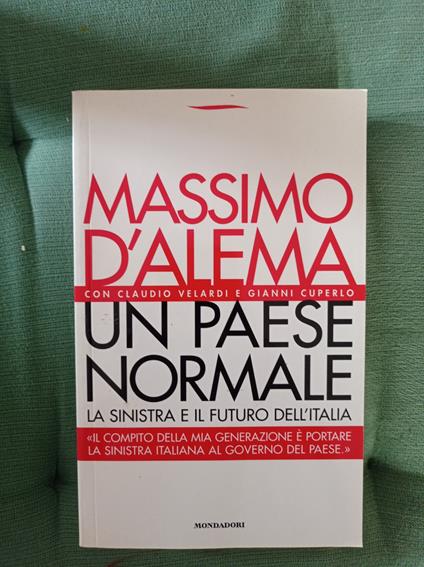 MASSIMO
D'ALEMA
CON CLAUDIO VELARDI E GIANNI CUPERLO
UN PAESE
NORMALE
LA SINISTRA E IL FUTURO DELL'ITALIA
«IL COMPITO DELLA MIA GENERAZIONE È PORTARE
LA SINISTRA ITALIANA AL GOVERNO DEL PAESE.»
MONDADORI